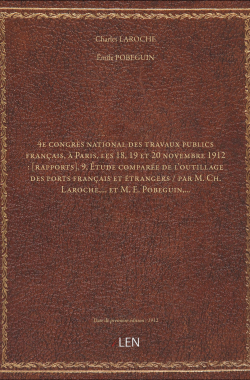 Charles LAROCHE
Émile POBEGUIN
4e congrès national des travaux publics
français, à Paris, les 18, 19 et 20 novembre 1912
: [rapports]. 9, Étude comparée de l'outillage
des ports français et étrangers / par M. Ch.
Laroche,... et M. E. Pobeguin,...
Date de première édition : 1912
LEN